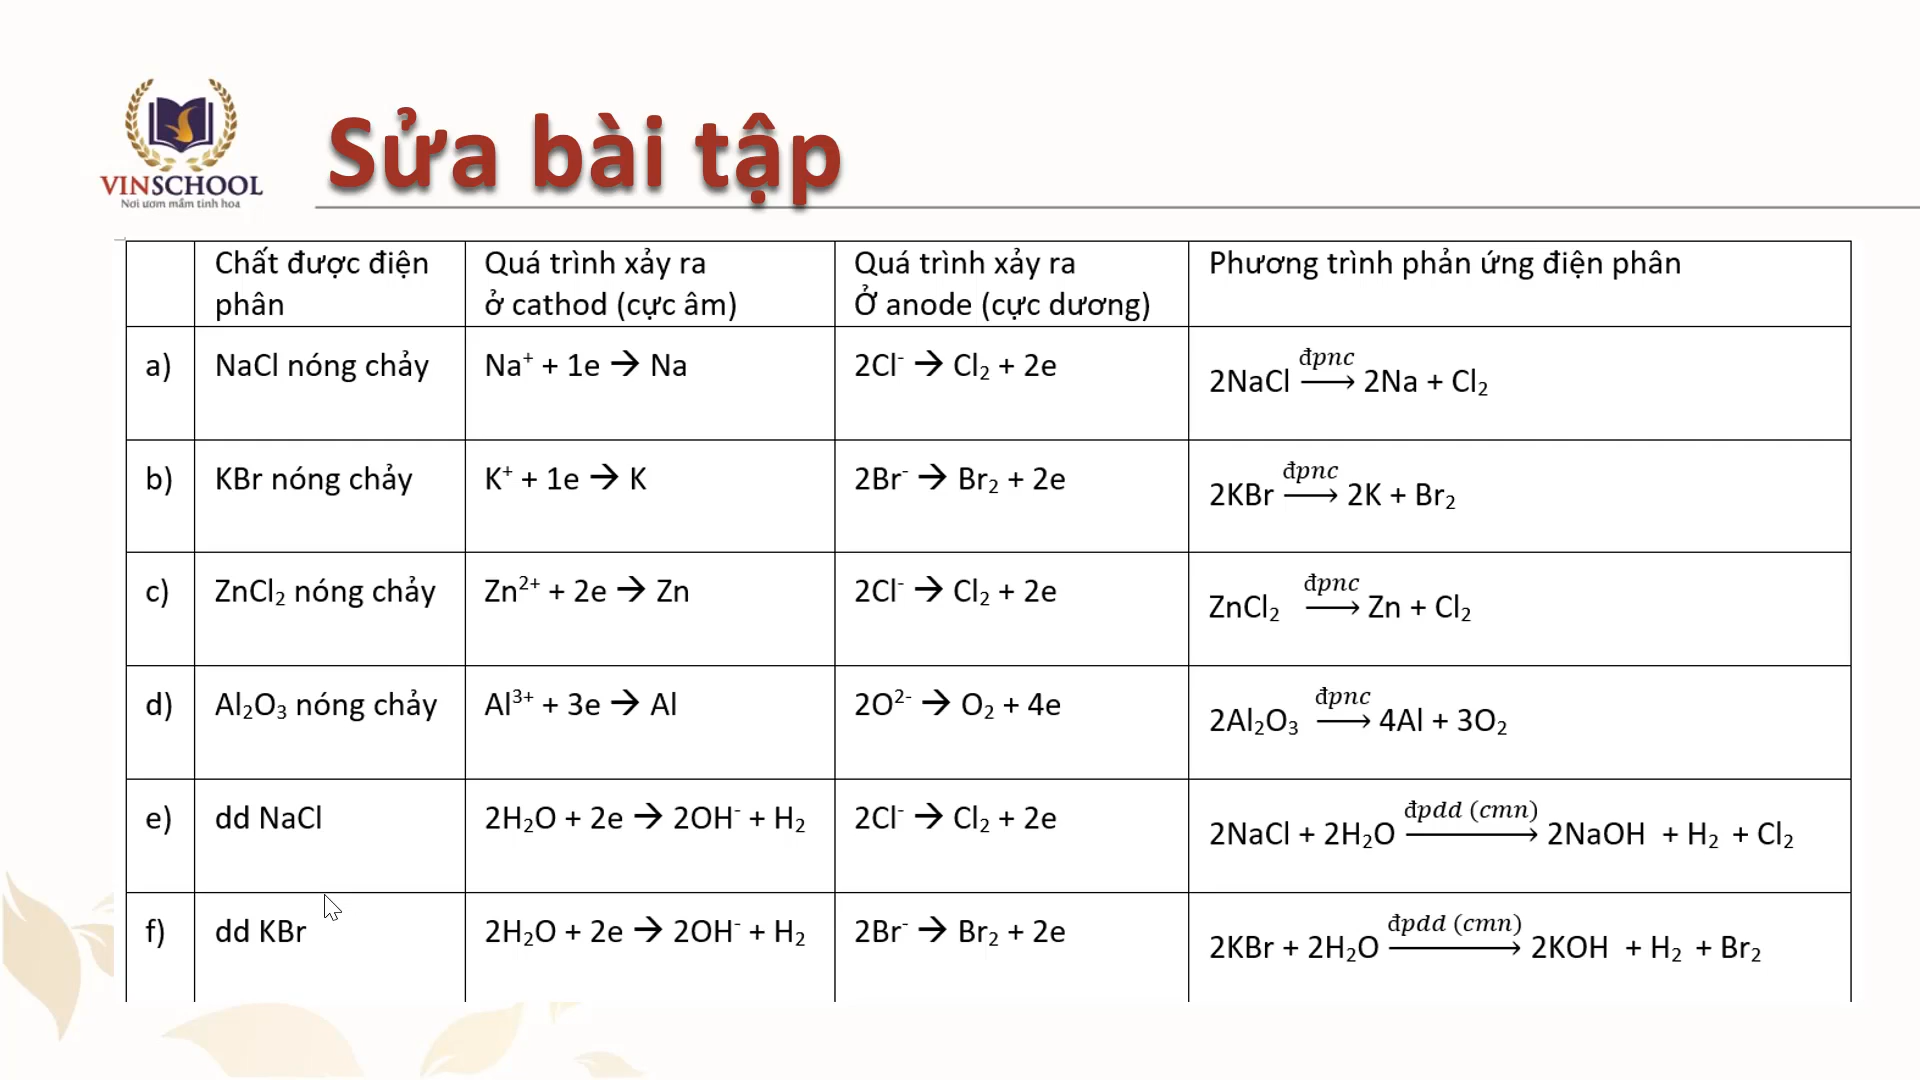 VINSCHOOL
Nơi ươm mầm tinh hoa
Sửa bài tập
Chất được điện phân
Quá trình xảy ra ở cathod (cực âm)
Quá trình xảy ra Ở anode (cực dương)
Phương trình phản ứng điện phân
a) NaCl nóng chảy Na⁺ + 1e → Na 2Cl⁻ → Cl₂ + 2e 2NaCl —đpnc→ 2Na + Cl₂
b) KBr nóng chảy K⁺ + 1e → K 2Br⁻ → Br₂ + 2e 2KBr —đpnc→ 2K + Br₂
c) ZnCl₂ nóng chảy Zn²⁺ + 2e → Zn 2Cl⁻ → Cl₂ + 2e ZnCl₂ —đpnc→ Zn + Cl₂
d) Al₂O₃ nóng chảy Al³⁺ + 3e → Al 2O²⁻ → O₂ + 4e 2Al₂O₃ —đpnc→ 4Al + 3O₂
e) dd NaCl 2H₂O + 2e → 2OH⁻ + H₂ 2Cl⁻ → Cl₂ + 2e 2NaCl + 2H₂O —đpdd (cmn)→ 2NaOH + H₂ + Cl₂
f) dd KBr 2H₂O + 2e → 2OH⁻ + H₂ 2Br⁻ → Br₂ + 2e 2KBr + 2H₂O —đpdd (cmn)→ 2KOH + H₂ + Br₂